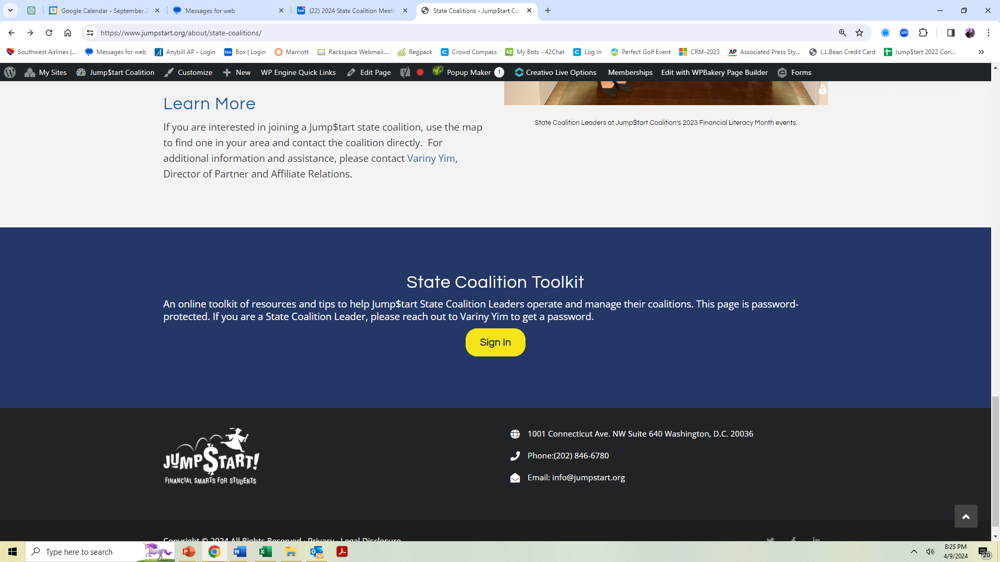 Google Calendar - September 2
Messages for web
(22) 2024 State Coalition Meetin
State Coalitions - Jump$tart Co
https://www.jumpstart.org/about/state-coalitions/
Southwest Airlines |...
Messages for web
Anybill AP - Login
Box | Login
Marriott
Rackspace Webmail:...
Regpack
Crowd Compass
My Bots - 42Chat
Log In
Perfect Golf Event
CRM-2023
Associated Press Sty...
L.L.Bean Credit Card
Jump$tart 2022 Con...
My Sites
Jump$tart Coalition
Customize
New
WP Engine Quick Links
Edit Page
Popup Maker 1
Creativo Live Options
Memberships
Edit with WPBakery Page Builder
Forms
Learn More
If you are interested in joining a Jump$tart state coalition, use the map
to find one in your area and contact the coalition directly.  For
additional information and assistance, please contact Variny Yim,
Director of Partner and Affiliate Relations.
State Coalition Leaders at Jump$tart Coalition's 2023 Financial Literacy Month events.
State Coalition Toolkit
An online toolkit of resources and tips to help Jump$tart State Coalition Leaders operate and manage their coalitions. This page is password-
protected. If you are a State Coalition Leader, please reach out to Variny Yim to get a password.
Sign In
JUMP$TART!
FINANCIAL SMARTS FOR STUDENTS
1001 Connecticut Ave. NW Suite 640 Washington, D.C. 20036
Phone:(202) 846-6780
Email: info@jumpstart.org
Copyright © 2024 All Rights Reserved · Privacy · Legal Disclosure
Type here to search
8:25 PM
4/9/2024
20